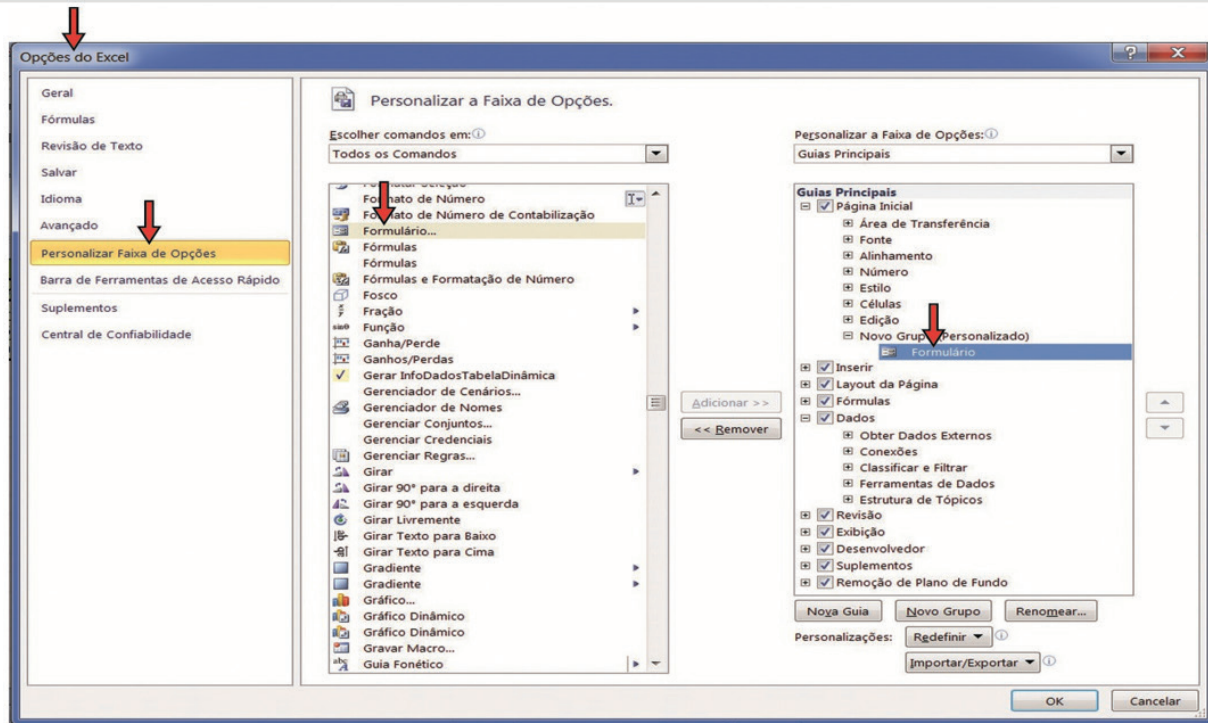 Opções do Excel
Geral
Fórmulas
Revisão de Texto
Salvar
Idioma
Avançado
Personalizar Faixa de Opções
Barra de Ferramentas de Acesso Rápido
Suplementos
Central de Confiabilidade
Personalizar a Faixa de Opções.
Escolher comandos em:
Todos os Comandos
Formato de Número
Formato de Número de Contabilização
Formulário...
Fórmulas
Fórmulas
Fórmulas e Formatação de Número
Fosco
Fração
Função
Ganha/Perde
Ganhos/Perdas
Gerar InfoDadosTabelaDinâmica
Gerenciador de Cenários...
Gerenciador de Nomes
Gerenciar Conjuntos...
Gerenciar Credenciais
Gerenciar Regras...
Girar
Girar 90° para a direita
Girar 90° para a esquerda
Girar Livremente
Girar Texto para Baixo
Girar Texto para Cima
Gradiente
Gradiente
Gráfico...
Gráfico Dinâmico
Gráfico Dinâmico
Gravar Macro...
Guia Fonético
Adicionar >>
<< Remover
Personalizar a Faixa de Opções:
Guias Principais
Guias Principais
Página Inicial
Área de Transferência
Fonte
Alinhamento
Número
Estilo
Células
Edição
Novo Grupo (Personalizado)
Formulário
Inserir
Layout da Página
Fórmulas
Dados
Obter Dados Externos
Conexões
Classificar e Filtrar
Ferramentas de Dados
Estrutura de Tópicos
Revisão
Exibição
Desenvolvedor
Suplementos
Remoção de Plano de Fundo
Nova Guia Novo Grupo Renomear...
Personalizações: Redefinir
Importar/Exportar
OK Cancelar